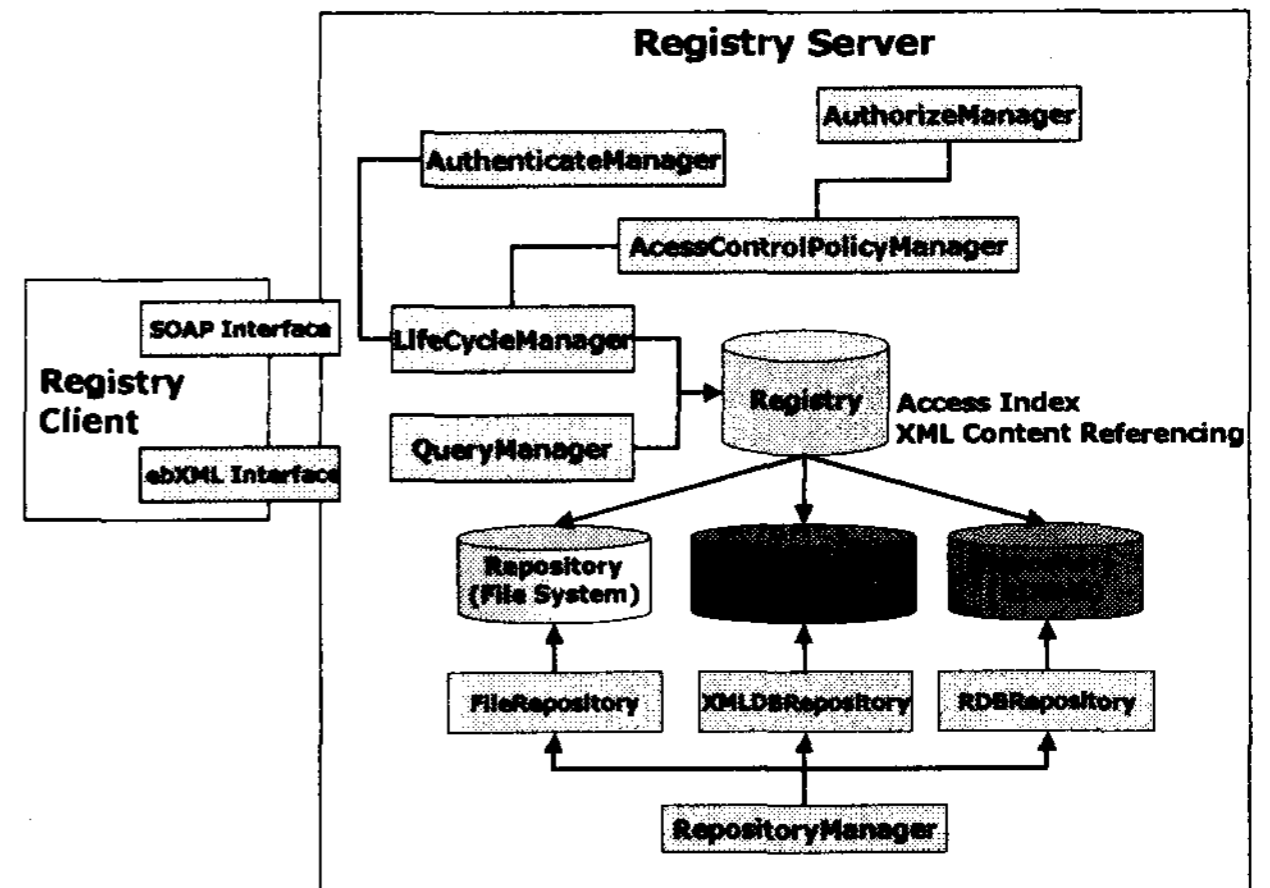 Registry Server
AuthorizeManager
AuthenticateManager
AcessControlPolicyManager
SOAP Interface
LifeCycleManager
Registry
Client
Registry
Access Index
XML Content Referencing
QueryManager
ebXML Interface
Repository
(File System)
FileRepository
XMLDBRepository
RDBRepository
RepositoryManager